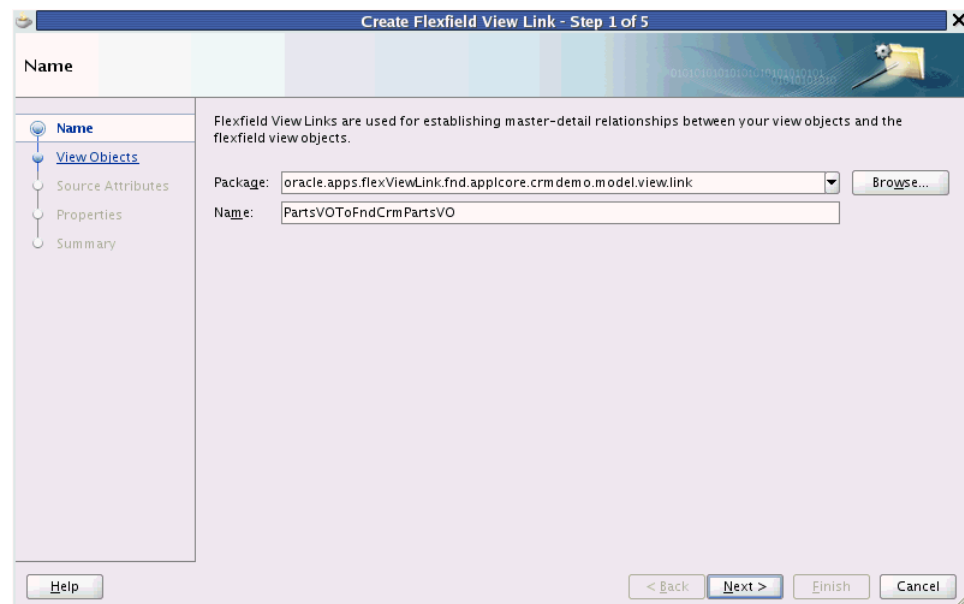 Create Flexfield View Link - Step 1 of 5
Name
Name
View Objects
Source Attributes
Properties
Summary
Flexfield View Links are used for establishing master-detail relationships between your view objects and the
flexfield view objects.
Package: oracle.apps.flexViewLink.fnd.applcore.crmdemo.model.view.link Browse...
Name: PartsVOToFndCrmPartsVO
Help < Back Next > Finish Cancel